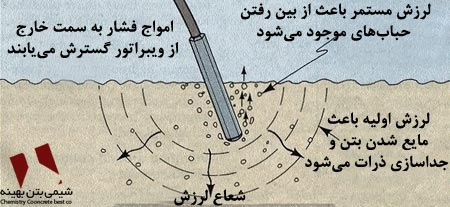 لرزش مستمر باعث از بین رفتن
حباب‌های موجود می‌شود
امواج فشار به سمت خارج
از ویبراتور گسترش می‌یابند
لرزش اولیه باعث
مایع شدن بتن و
جداسازی ذرات می‌شود
شعاع لرزش
شیمی بتن بهینه
Chemistry Cooncrete best co